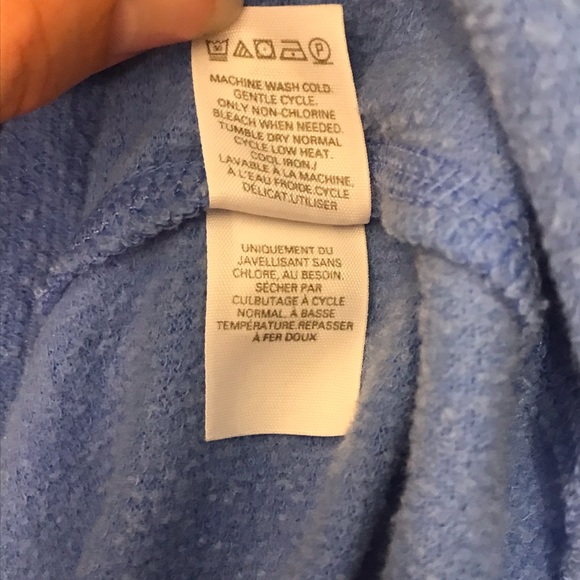 MACHINE WASH COLD.
GENTLE CYCLE.
ONLY NON-CHLORINE
BLEACH WHEN NEEDED.
TUMBLE DRY NORMAL
CYCLE LOW HEAT.
COOL IRON./
LAVABLE À LA MACHINE,
À L'EAU FROIDE.CYCLE
DÉLICAT.UTILISER
UNIQUEMENT DU
JAVELLISANT SANS
CHLORE, AU BESOIN.
SÉCHER PAR
CULBUTAGE À CYCLE
NORMAL. À BASSE
TEMPÉRATURE.REPASSER
À FER DOUX